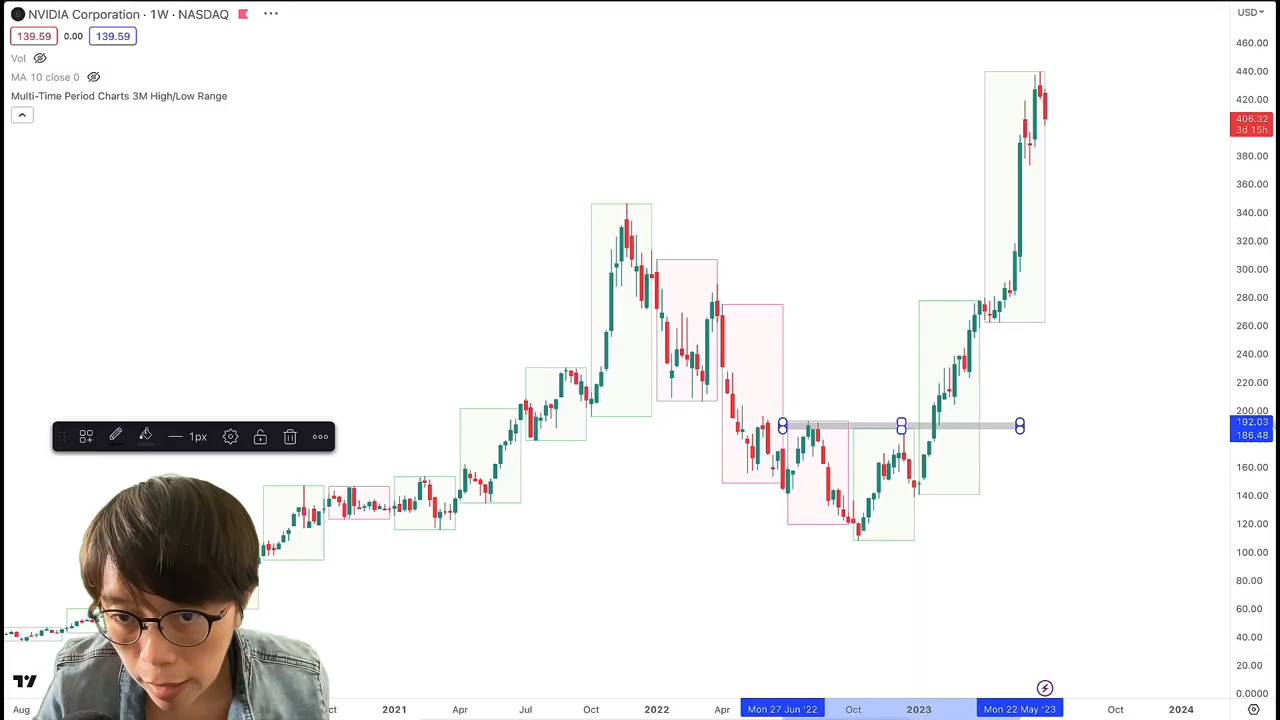 NVIDIA Corporation · 1W · NASDAQ
139.59 0.00 139.59
Vol
MA 10 close 0
Multi-Time Period Charts 3M High/Low Range
USD
460.00
440.00
420.00
406.32
3d 15h
380.00
360.00
340.00
320.00
300.00
280.00
260.00
240.00
220.00
200.00
192.03
186.48
160.00
140.00
120.00
100.00
80.00
60.00
40.00
20.00
0.0000
1px
Aug
ct
2021
Apr
Jul
Oct
2022
Apr
Mon 27 Jun '22
Oct
2023
Mon 22 May '23
Oct
2024